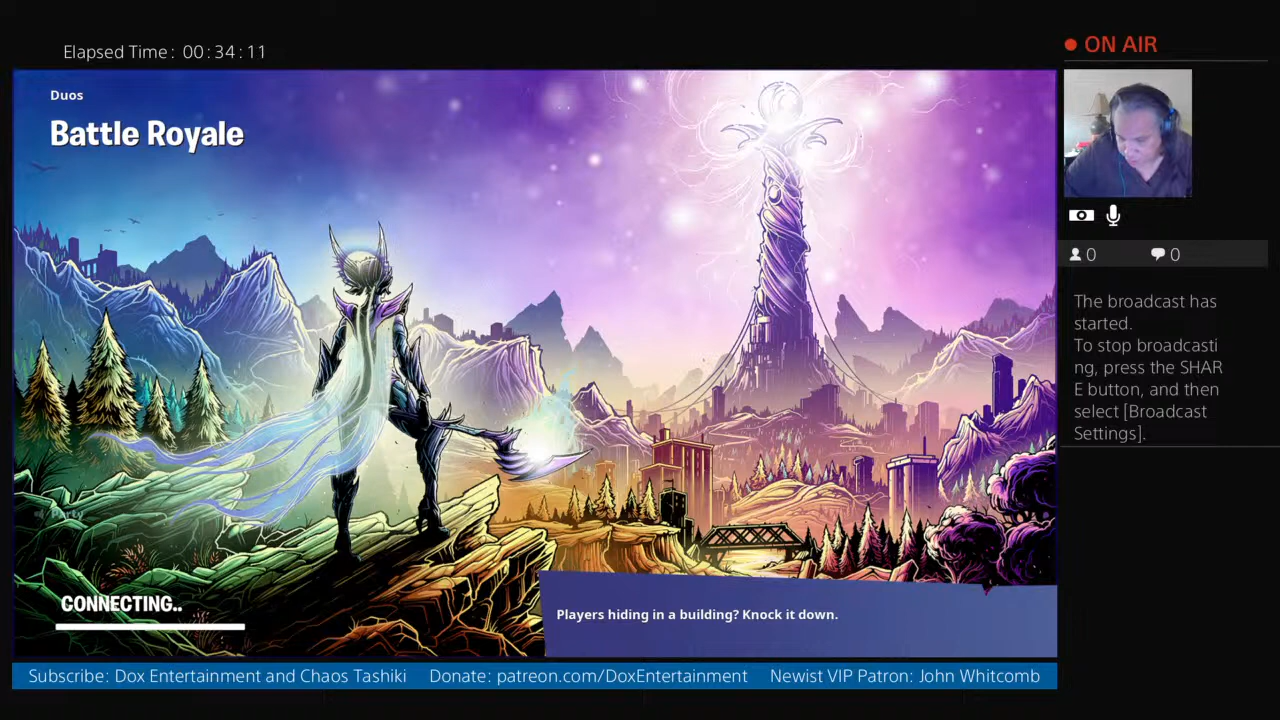 Elapsed Time: 00:34:11
ON AIR
Duos
Battle Royale
0
0
The broadcast has
started.
To stop broadcasti
ng, press the SHAR
E button, and then
select [Broadcast
Settings].
Party
CONNECTING..
Players hiding in a building? Knock it down.
Subscribe: Dox Entertainment and Chaos Tashiki Donate: patreon.com/DoxEntertainment Newist VIP Patron: John Whitcomb